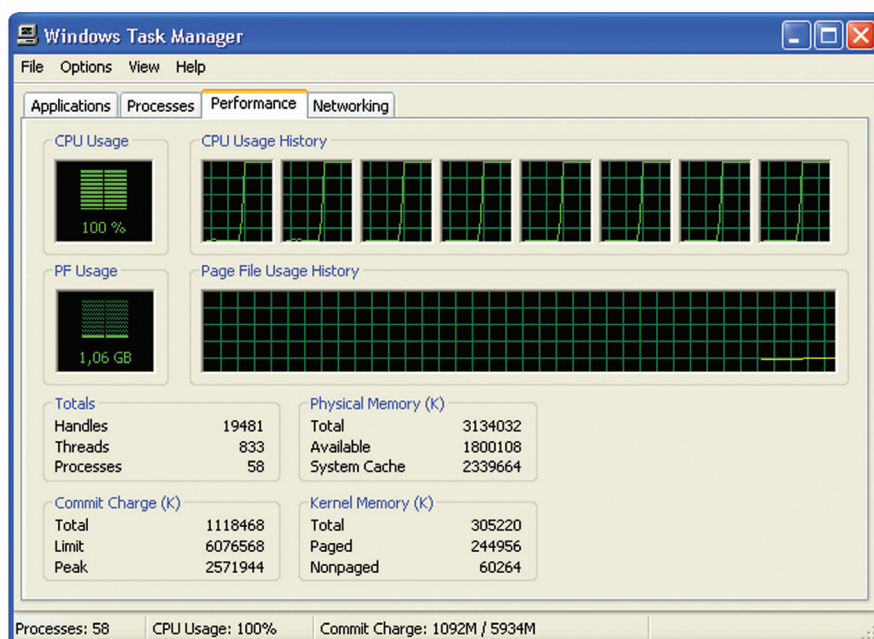 Windows Task Manager
File Options View Help
Applications Processes Performance Networking
CPU Usage CPU Usage History
100 %
PF Usage Page File Usage History
1,06 GB
Totals
Handles 19481
Threads 833
Processes 58
Physical Memory (K)
Total 3134032
Available 1800108
System Cache 2339664
Commit Charge (K)
Total 1118468
Limit 6076568
Peak 2571944
Kernel Memory (K)
Total 305220
Paged 244956
Nonpaged 60264
Processes: 58 CPU Usage: 100% Commit Charge: 1092M / 5934M